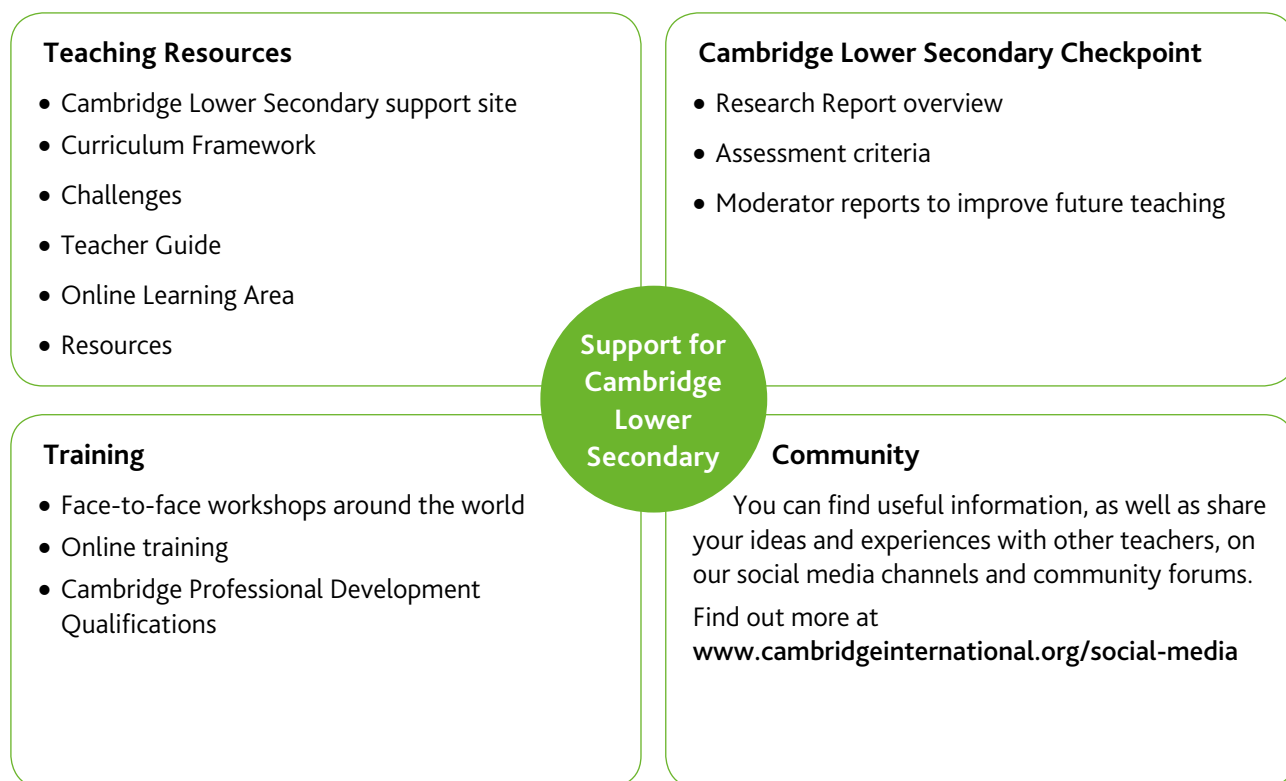 Teaching Resources
• Cambridge Lower Secondary support site
• Curriculum Framework
• Challenges
• Teacher Guide
• Online Learning Area
• Resources
Cambridge Lower Secondary Checkpoint
• Research Report overview
• Assessment criteria
• Moderator reports to improve future teaching
Support for
Cambridge
Lower
Secondary
Training
• Face-to-face workshops around the world
• Online training
• Cambridge Professional Development
Qualifications
Community
You can find useful information, as well as share
your ideas and experiences with other teachers, on
our social media channels and community forums.
Find out more at
www.cambridgeinternational.org/social-media